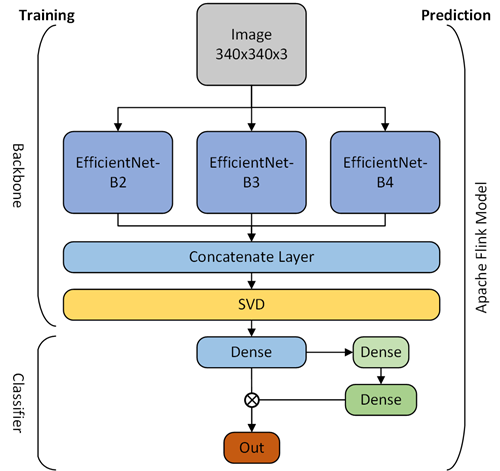 Training
Prediction
Image
340x340x3
EfficientNet-
B2
EfficientNet-
B3
EfficientNet-
B4
Backbone
Concatenate Layer
SVD
Apache Flink Model
Dense
Dense
Dense
Classifier
Out